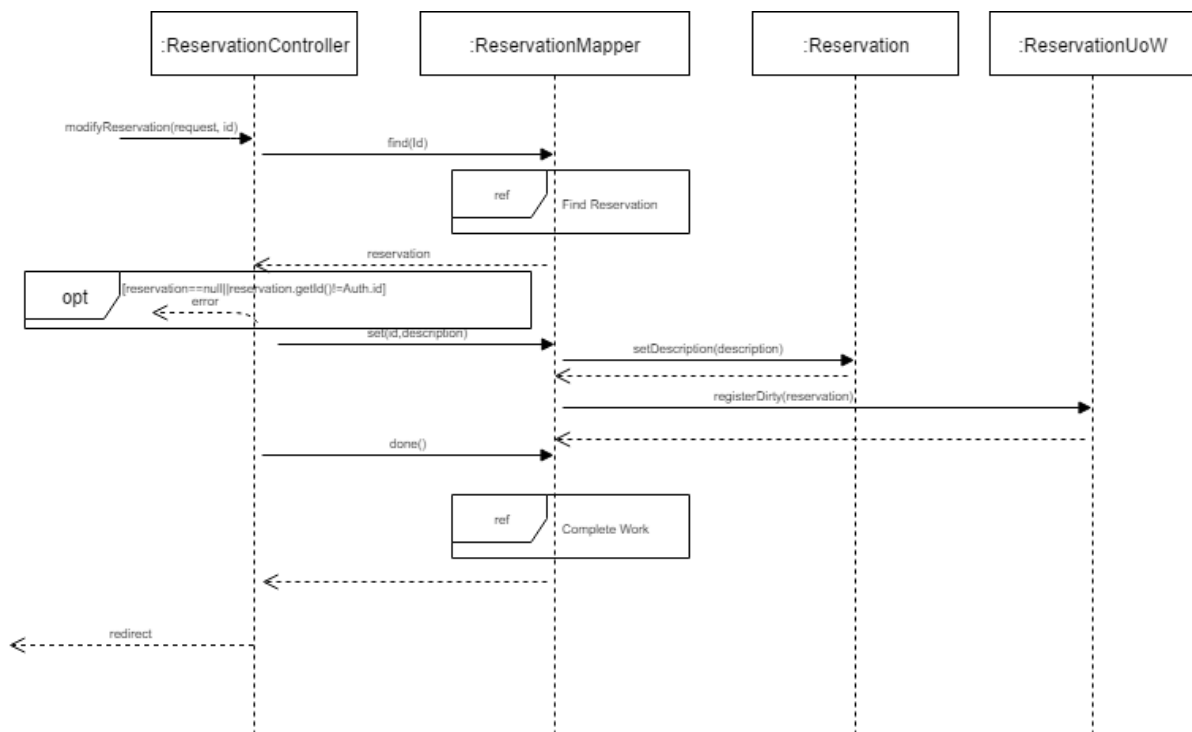 :ReservationController
:ReservationMapper
:Reservation
:ReservationUoW
modifyReservation(request, id)
find(Id)
ref
Find Reservation
reservation
opt
[reservation==null||reservation.getId()!=Auth.id]
error
set(id,description)
setDescription(description)
registerDirty(reservation)
done()
ref
Complete Work
redirect